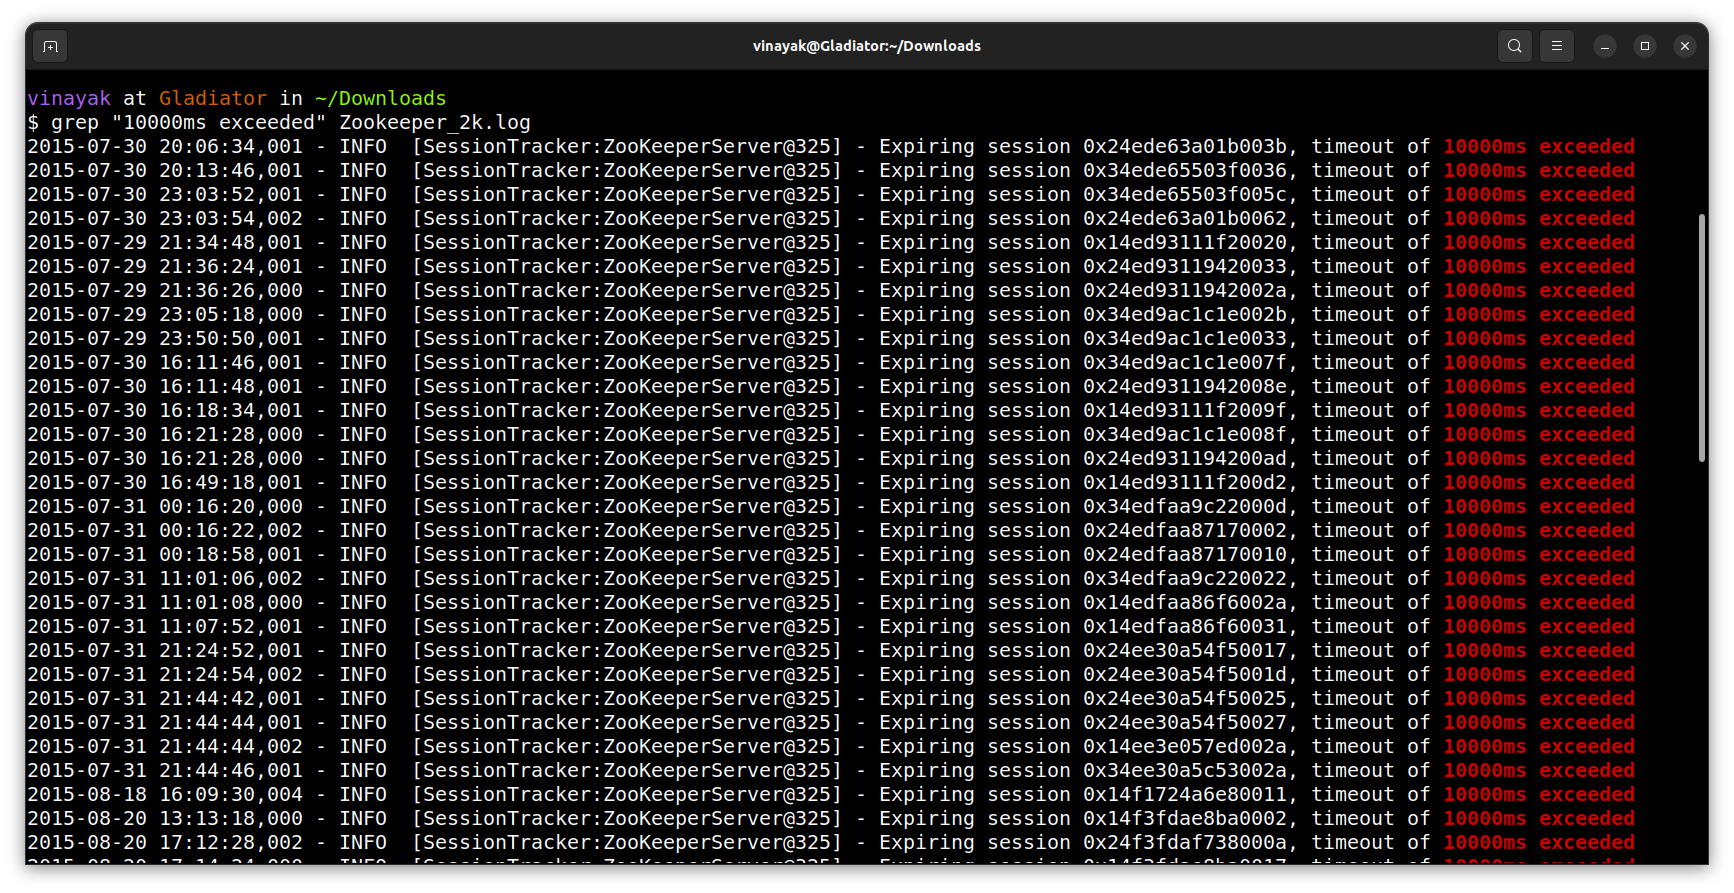 vinayak@Gladiator:~/Downloads
vinayak at Gladiator in ~/Downloads
$ grep "10000ms exceeded" Zookeeper_2k.log
2015-07-30 20:06:34,001 - INFO  [SessionTracker:ZooKeeperServer@325] - Expiring session 0x24ede63a01b003b, timeout of 10000ms exceeded
2015-07-30 20:13:46,001 - INFO  [SessionTracker:ZooKeeperServer@325] - Expiring session 0x34ede65503f0036, timeout of 10000ms exceeded
2015-07-30 23:03:52,001 - INFO  [SessionTracker:ZooKeeperServer@325] - Expiring session 0x34ede65503f005c, timeout of 10000ms exceeded
2015-07-30 23:03:54,002 - INFO  [SessionTracker:ZooKeeperServer@325] - Expiring session 0x24ede63a01b0062, timeout of 10000ms exceeded
2015-07-29 21:34:48,001 - INFO  [SessionTracker:ZooKeeperServer@325] - Expiring session 0x14ed93111f20020, timeout of 10000ms exceeded
2015-07-29 21:36:24,001 - INFO  [SessionTracker:ZooKeeperServer@325] - Expiring session 0x24ed93119420033, timeout of 10000ms exceeded
2015-07-29 21:36:26,000 - INFO  [SessionTracker:ZooKeeperServer@325] - Expiring session 0x24ed9311942002a, timeout of 10000ms exceeded
2015-07-29 23:05:18,000 - INFO  [SessionTracker:ZooKeeperServer@325] - Expiring session 0x34ed9ac1c1e002b, timeout of 10000ms exceeded
2015-07-29 23:50:50,001 - INFO  [SessionTracker:ZooKeeperServer@325] - Expiring session 0x34ed9ac1c1e0033, timeout of 10000ms exceeded
2015-07-30 16:11:46,001 - INFO  [SessionTracker:ZooKeeperServer@325] - Expiring session 0x34ed9ac1c1e007f, timeout of 10000ms exceeded
2015-07-30 16:11:48,001 - INFO  [SessionTracker:ZooKeeperServer@325] - Expiring session 0x24ed9311942008e, timeout of 10000ms exceeded
2015-07-30 16:18:34,001 - INFO  [SessionTracker:ZooKeeperServer@325] - Expiring session 0x14ed93111f2009f, timeout of 10000ms exceeded
2015-07-30 16:21:28,000 - INFO  [SessionTracker:ZooKeeperServer@325] - Expiring session 0x34ed9ac1c1e008f, timeout of 10000ms exceeded
2015-07-30 16:21:28,000 - INFO  [SessionTracker:ZooKeeperServer@325] - Expiring session 0x24ed931194200ad, timeout of 10000ms exceeded
2015-07-30 16:49:18,001 - INFO  [SessionTracker:ZooKeeperServer@325] - Expiring session 0x14ed93111f200d2, timeout of 10000ms exceeded
2015-07-31 00:16:20,000 - INFO  [SessionTracker:ZooKeeperServer@325] - Expiring session 0x34edfaa9c22000d, timeout of 10000ms exceeded
2015-07-31 00:16:22,002 - INFO  [SessionTracker:ZooKeeperServer@325] - Expiring session 0x24edfaa87170002, timeout of 10000ms exceeded
2015-07-31 00:18:58,001 - INFO  [SessionTracker:ZooKeeperServer@325] - Expiring session 0x24edfaa87170010, timeout of 10000ms exceeded
2015-07-31 11:01:06,002 - INFO  [SessionTracker:ZooKeeperServer@325] - Expiring session 0x34edfaa9c220022, timeout of 10000ms exceeded
2015-07-31 11:01:08,000 - INFO  [SessionTracker:ZooKeeperServer@325] - Expiring session 0x14edfaa86f6002a, timeout of 10000ms exceeded
2015-07-31 11:07:52,001 - INFO  [SessionTracker:ZooKeeperServer@325] - Expiring session 0x14edfaa86f60031, timeout of 10000ms exceeded
2015-07-31 21:24:52,001 - INFO  [SessionTracker:ZooKeeperServer@325] - Expiring session 0x24ee30a54f50017, timeout of 10000ms exceeded
2015-07-31 21:24:54,002 - INFO  [SessionTracker:ZooKeeperServer@325] - Expiring session 0x24ee30a54f5001d, timeout of 10000ms exceeded
2015-07-31 21:44:42,001 - INFO  [SessionTracker:ZooKeeperServer@325] - Expiring session 0x24ee30a54f50025, timeout of 10000ms exceeded
2015-07-31 21:44:44,001 - INFO  [SessionTracker:ZooKeeperServer@325] - Expiring session 0x24ee30a54f50027, timeout of 10000ms exceeded
2015-07-31 21:44:44,002 - INFO  [SessionTracker:ZooKeeperServer@325] - Expiring session 0x14ee3e057ed002a, timeout of 10000ms exceeded
2015-07-31 21:44:46,001 - INFO  [SessionTracker:ZooKeeperServer@325] - Expiring session 0x34ee30a5c53002a, timeout of 10000ms exceeded
2015-08-18 16:09:30,004 - INFO  [SessionTracker:ZooKeeperServer@325] - Expiring session 0x14f1724a6e80011, timeout of 10000ms exceeded
2015-08-20 13:13:18,000 - INFO  [SessionTracker:ZooKeeperServer@325] - Expiring session 0x14f3fdae8ba0002, timeout of 10000ms exceeded
2015-08-20 17:12:28,002 - INFO  [SessionTracker:ZooKeeperServer@325] - Expiring session 0x24f3fdaf738000a, timeout of 10000ms exceeded